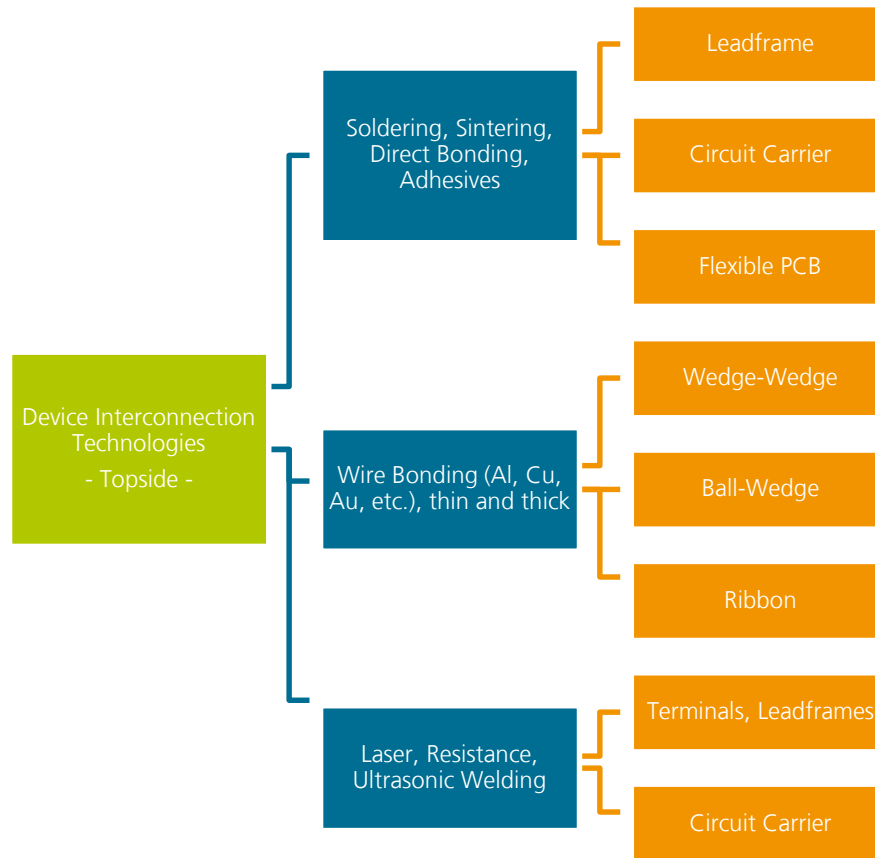 Device Interconnection
Technologies
- Topside -
Soldering, Sintering,
Direct Bonding,
Adhesives
Leadframe
Circuit Carrier
Flexible PCB
Wire Bonding (Al, Cu,
Au, etc.), thin and thick
Wedge-Wedge
Ball-Wedge
Ribbon
Laser, Resistance,
Ultrasonic Welding
Terminals, Leadframes
Circuit Carrier